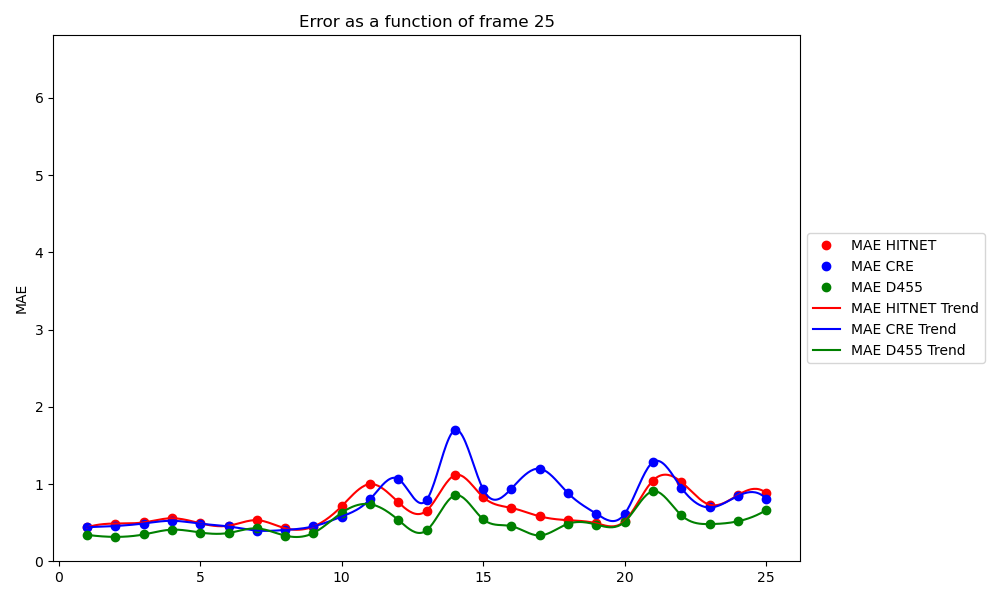 Error as a function of frame 25
MAE
6
5
4
3
2
1
0
0 5 10 15 20 25
MAE HITNET
MAE CRE
MAE D455
MAE HITNET Trend
MAE CRE Trend
MAE D455 Trend